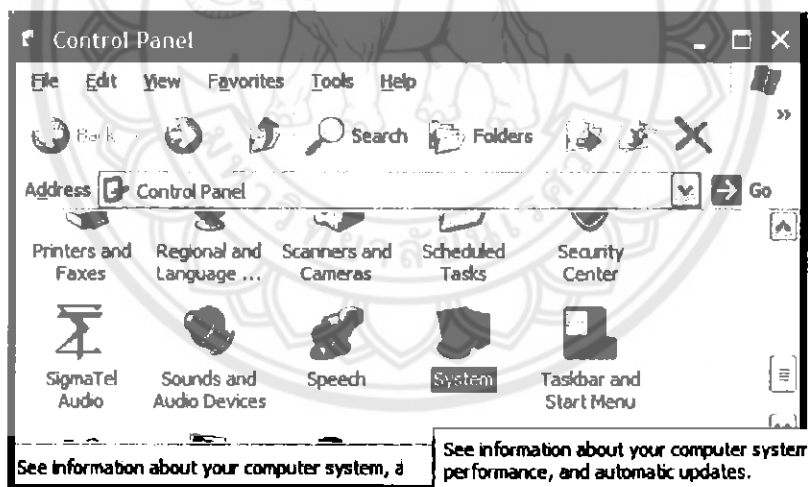 Control Panel
File Edit View Favorites Tools Help
Back Search Folders
Address Control Panel Go
Printers and Faxes
Regional and Language ...
Scanners and Cameras
Scheduled Tasks
Security Center
SigmaTel Audio
Sounds and Audio Devices
Speech
System
Taskbar and Start Menu
See information about your computer system, a
See information about your computer system
performance, and automatic updates.